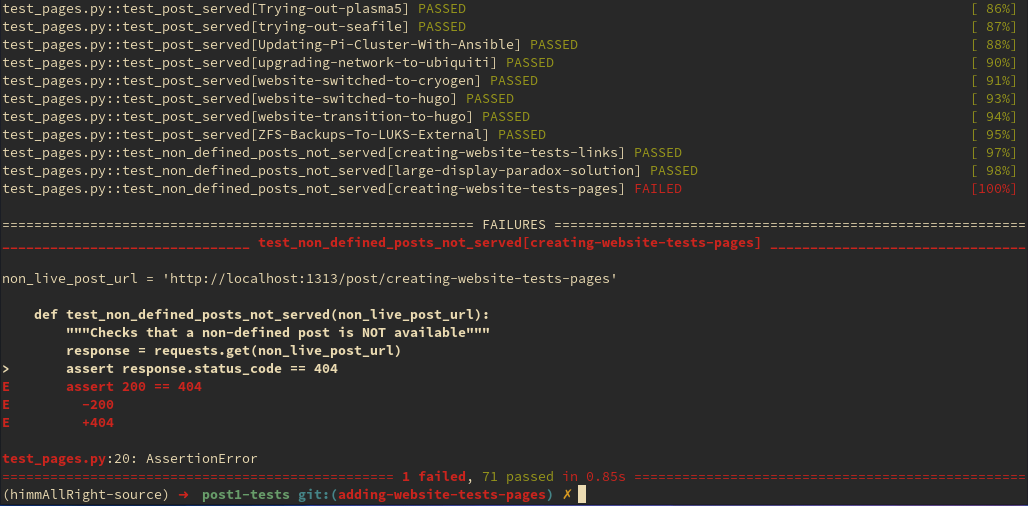 test_pages.py::test_post_served[Trying-out-plasma5] PASSED [ 86%]
test_pages.py::test_post_served[trying-out-seafile] PASSED [ 87%]
test_pages.py::test_post_served[Updating-Pi-Cluster-With-Ansible] PASSED [ 88%]
test_pages.py::test_post_served[upgrading-network-to-ubiquiti] PASSED [ 90%]
test_pages.py::test_post_served[website-switched-to-cryogen] PASSED [ 91%]
test_pages.py::test_post_served[website-switched-to-hugo] PASSED [ 93%]
test_pages.py::test_post_served[website-transition-to-hugo] PASSED [ 94%]
test_pages.py::test_post_served[ZFS-Backups-To-LUKS-External] PASSED [ 95%]
test_pages.py::test_non_defined_posts_not_served[creating-website-tests-links] PASSED [ 97%]
test_pages.py::test_non_defined_posts_not_served[large-display-paradox-solution] PASSED [ 98%]
test_pages.py::test_non_defined_posts_not_served[creating-website-tests-pages] FAILED [100%]
=========================================================== FAILURES ===========================================================
_______________________________ test_non_defined_posts_not_served[creating-website-tests-pages] ________________________________
non_live_post_url = 'http://localhost:1313/post/creating-website-tests-pages'
def test_non_defined_posts_not_served(non_live_post_url):
"""Checks that a non-defined post is NOT available"""
response = requests.get(non_live_post_url)
> assert response.status_code == 404
E assert 200 == 404
E -200
E +404
test_pages.py:20: AssertionError
================================================= 1 failed, 71 passed in 0.85s =================================================
(himmAllRight-source) → post1-tests git:(adding-website-tests-pages) ✗